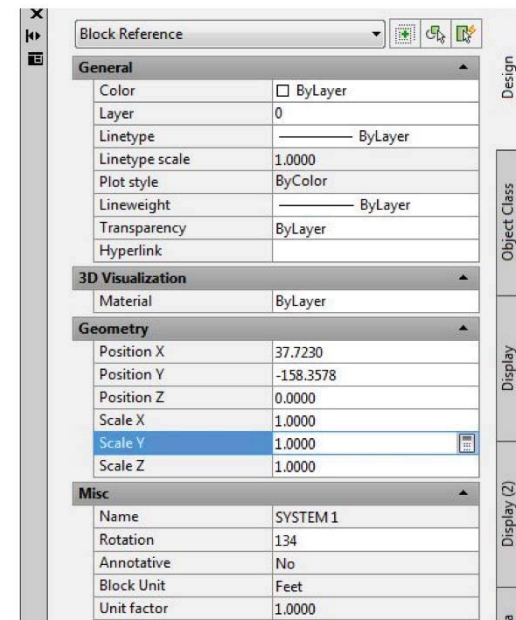 Block Reference
General
Color ByLayer
Layer 0
Linetype ByLayer
Linetype scale 1.0000
Plot style ByColor
Lineweight ByLayer
Transparency ByLayer
Hyperlink
3D Visualization
Material ByLayer
Geometry
Position X 37.7230
Position Y -158.3578
Position Z 0.0000
Scale X 1.0000
Scale Y 1.0000
Scale Z 1.0000
Misc
Name SYSTEM 1
Rotation 134
Annotative No
Block Unit Feet
Unit factor 1.0000
Design
Object Class
Display
Display (2)